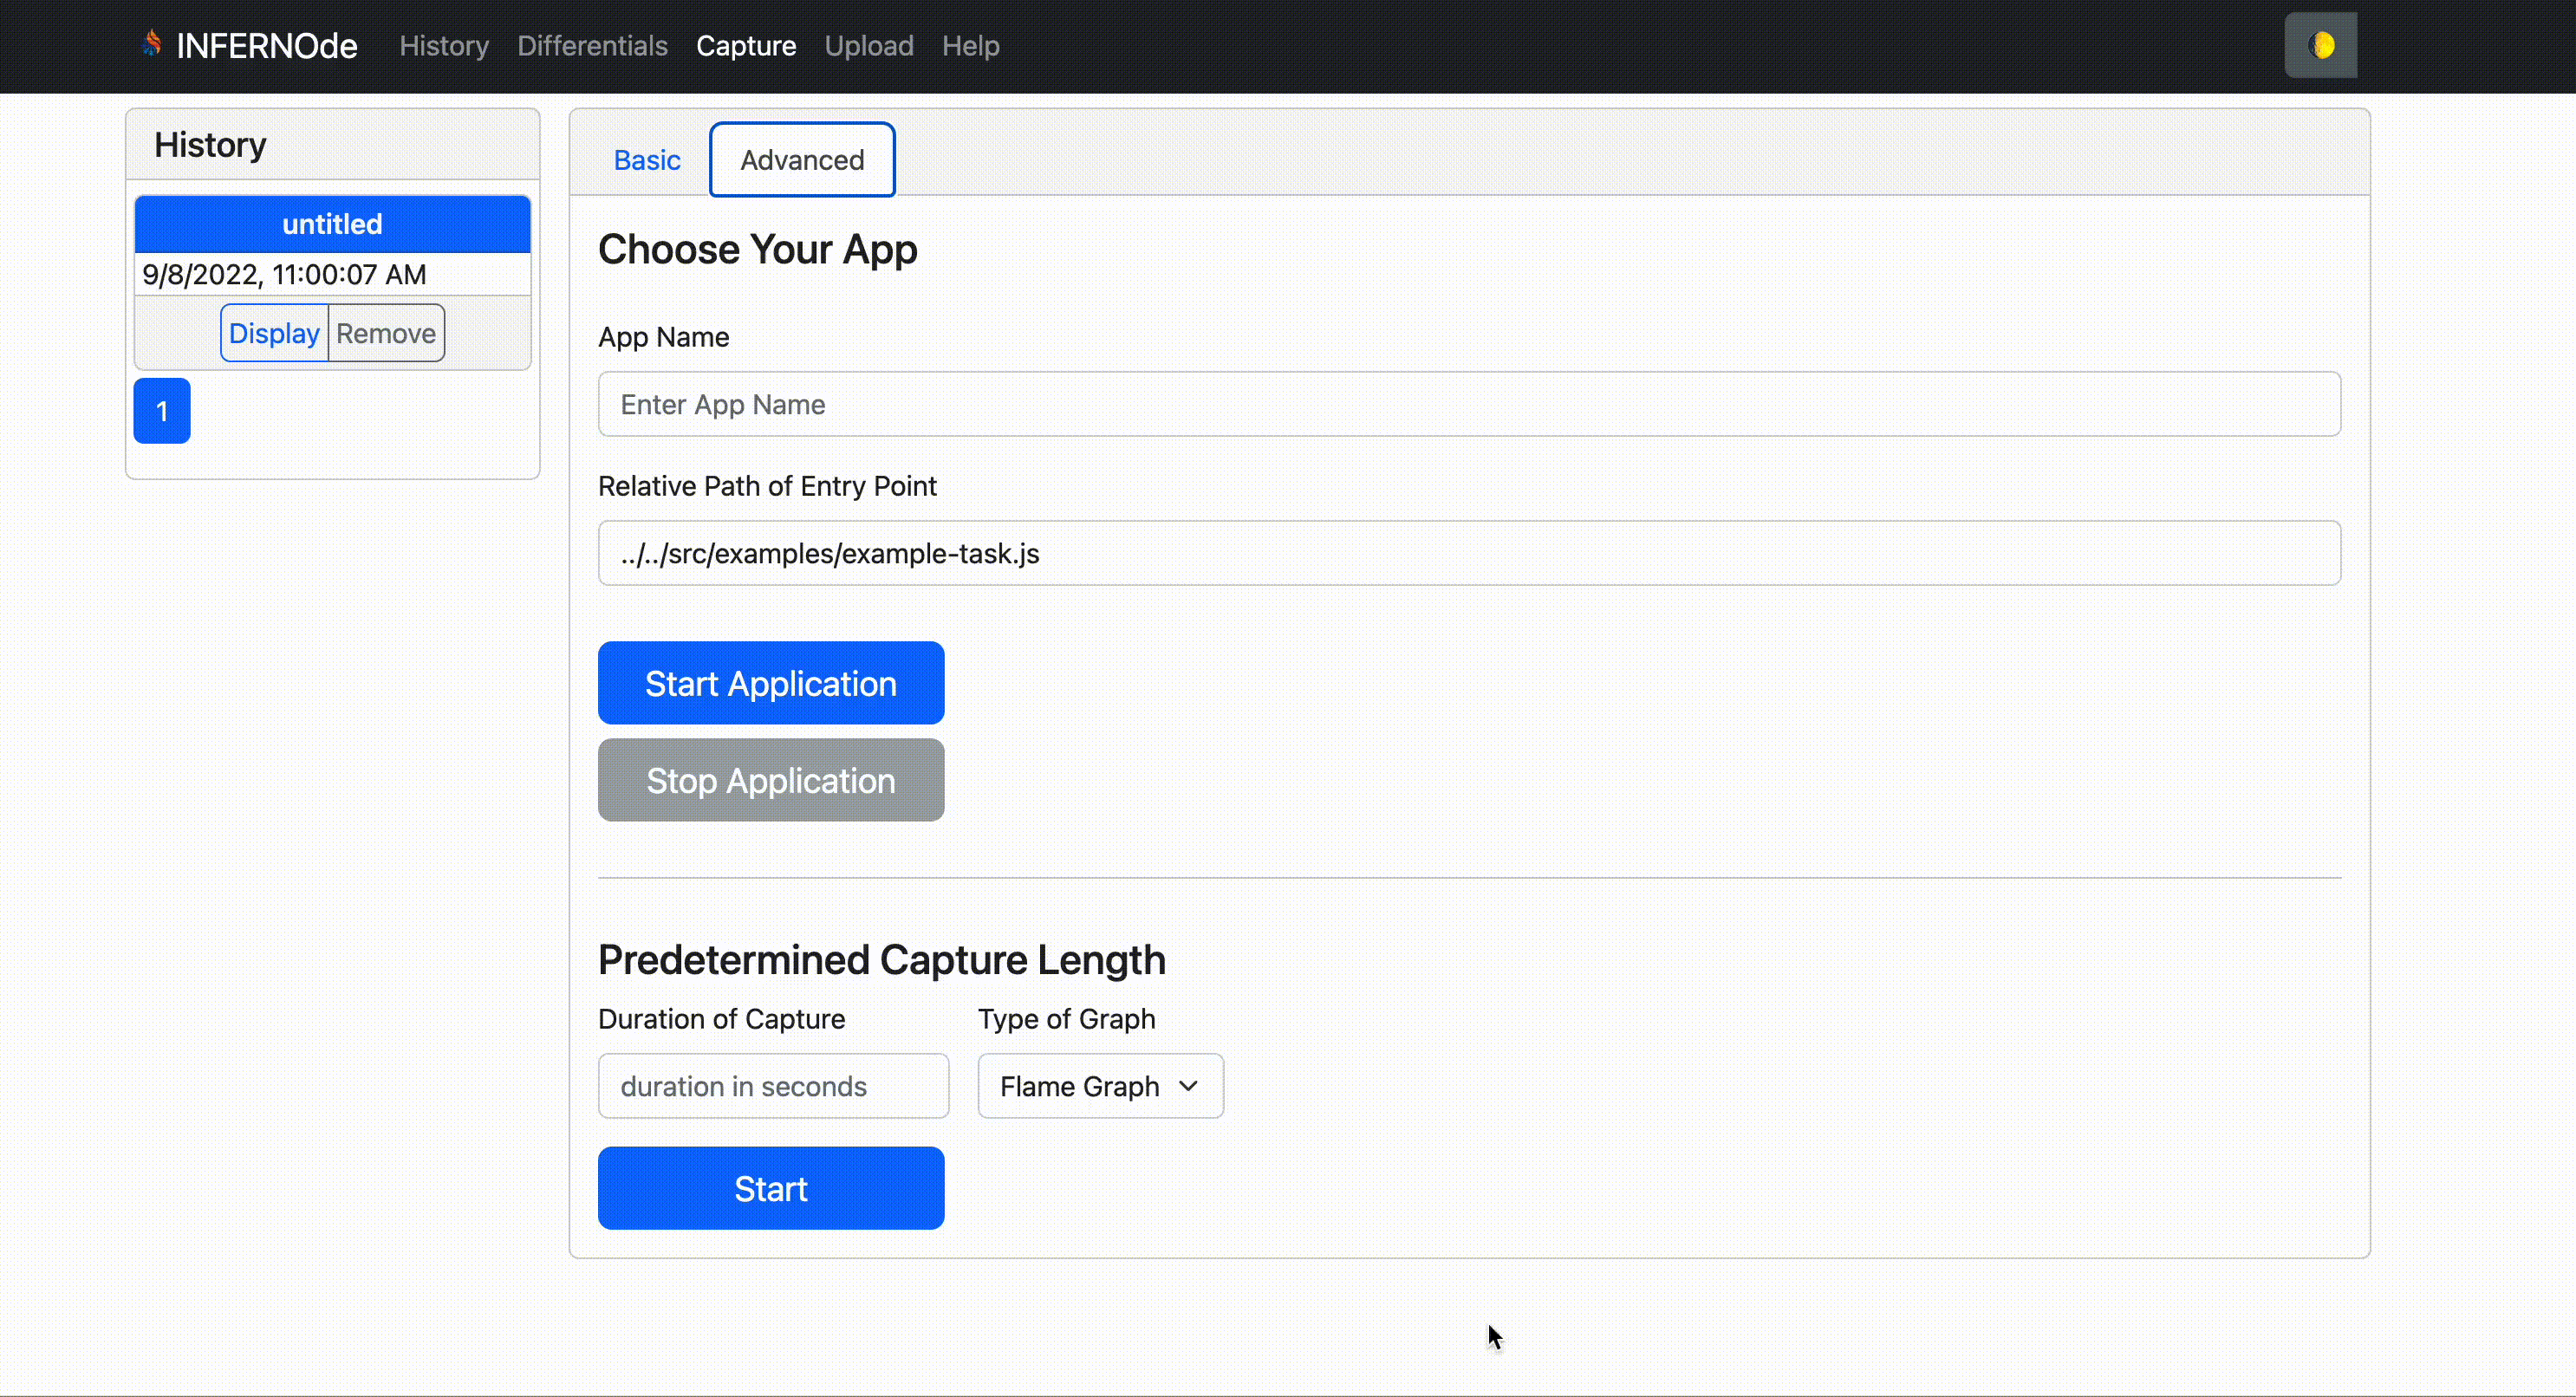 INFERNOde History Differentials Capture Upload Help
History
untitled
9/8/2022, 11:00:07 AM
Display Remove
1
Basic Advanced
Choose Your App
App Name
Enter App Name
Relative Path of Entry Point
../../src/examples/example-task.js
Start Application
Stop Application
Predetermined Capture Length
Duration of Capture Type of Graph
duration in seconds Flame Graph
Start